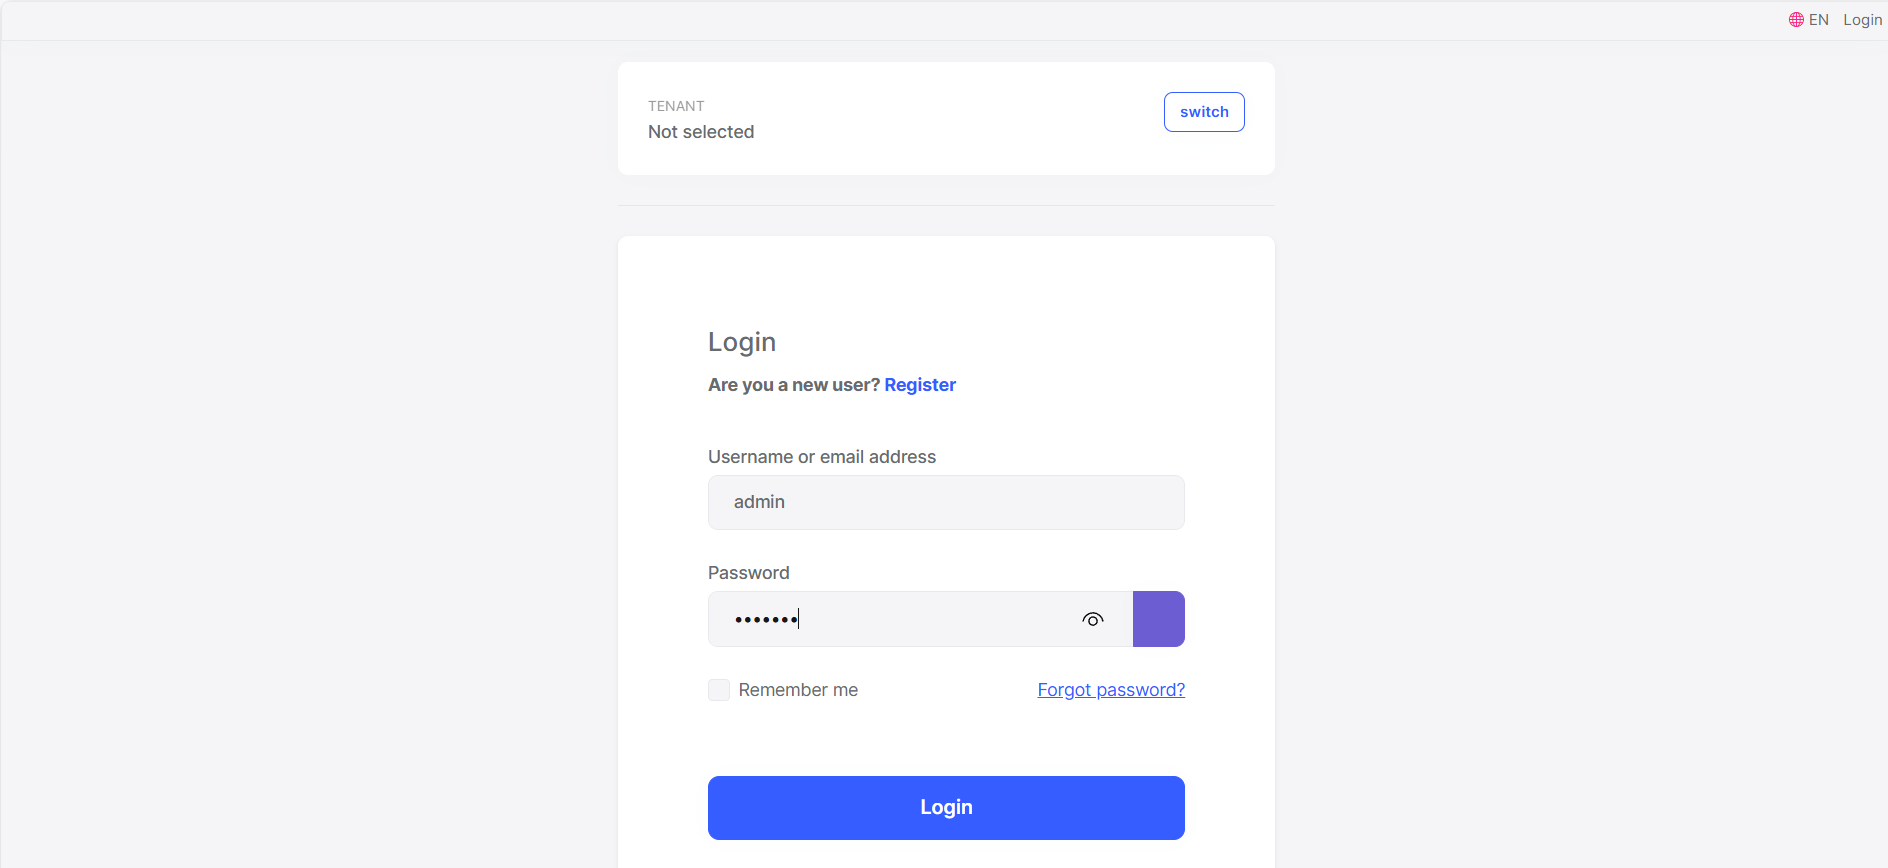 EN Login
TENANT
Not selected
switch
Login
Are you a new user? Register
Username or email address
admin
Password
•••••••
Remember me
Forgot password?
Login